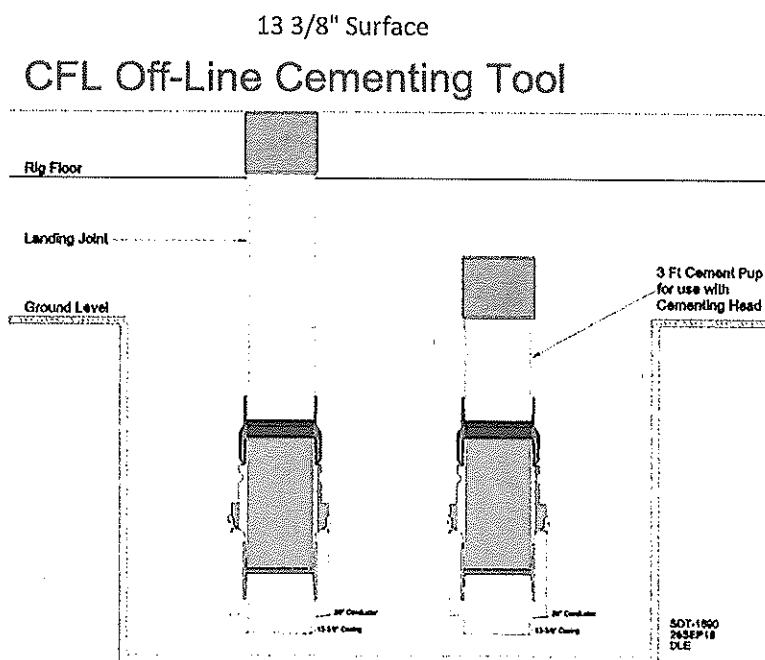 13 3/8" Surface
CFL Off-Line Cementing Tool
Rig Floor
Landing Joint
Ground Level
3 Ft Cement Pup
for use with
Cementing Head
20" Conductor
13-3/8" Casing
20" Conductor
13-3/8" Casing
26SEP18
DLE